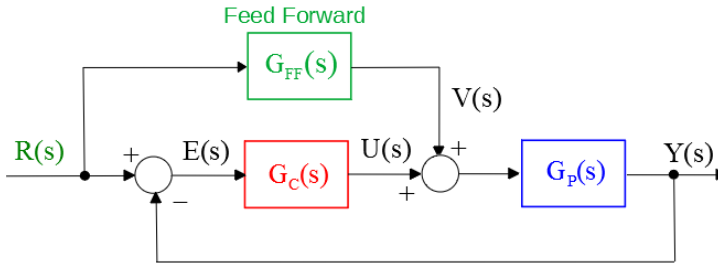 Feed Forward
G_FF(s)
V(s)
R(s)
+
E(s)
G_C(s)
U(s)
+
+
G_P(s)
Y(s)
−